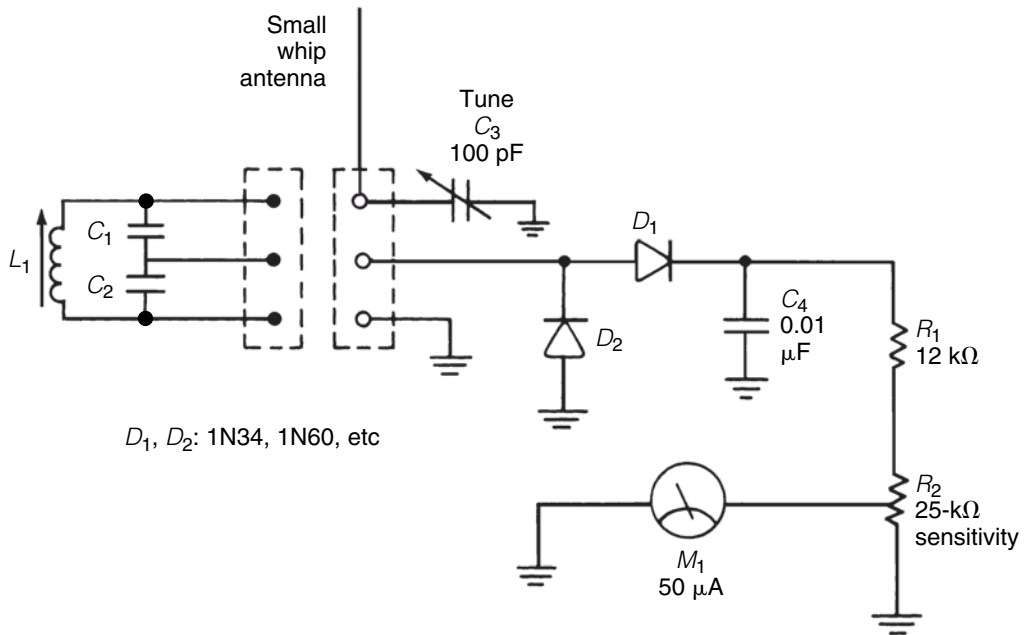 Small
whip
antenna
Tune
C₃
100 pF
L₁
C₁
C₂
D₁
D₂
C₄
0.01
μF
R₁
12 kΩ
D₁, D₂: 1N34, 1N60, etc
R₂
25-kΩ
sensitivity
M₁
50 μA